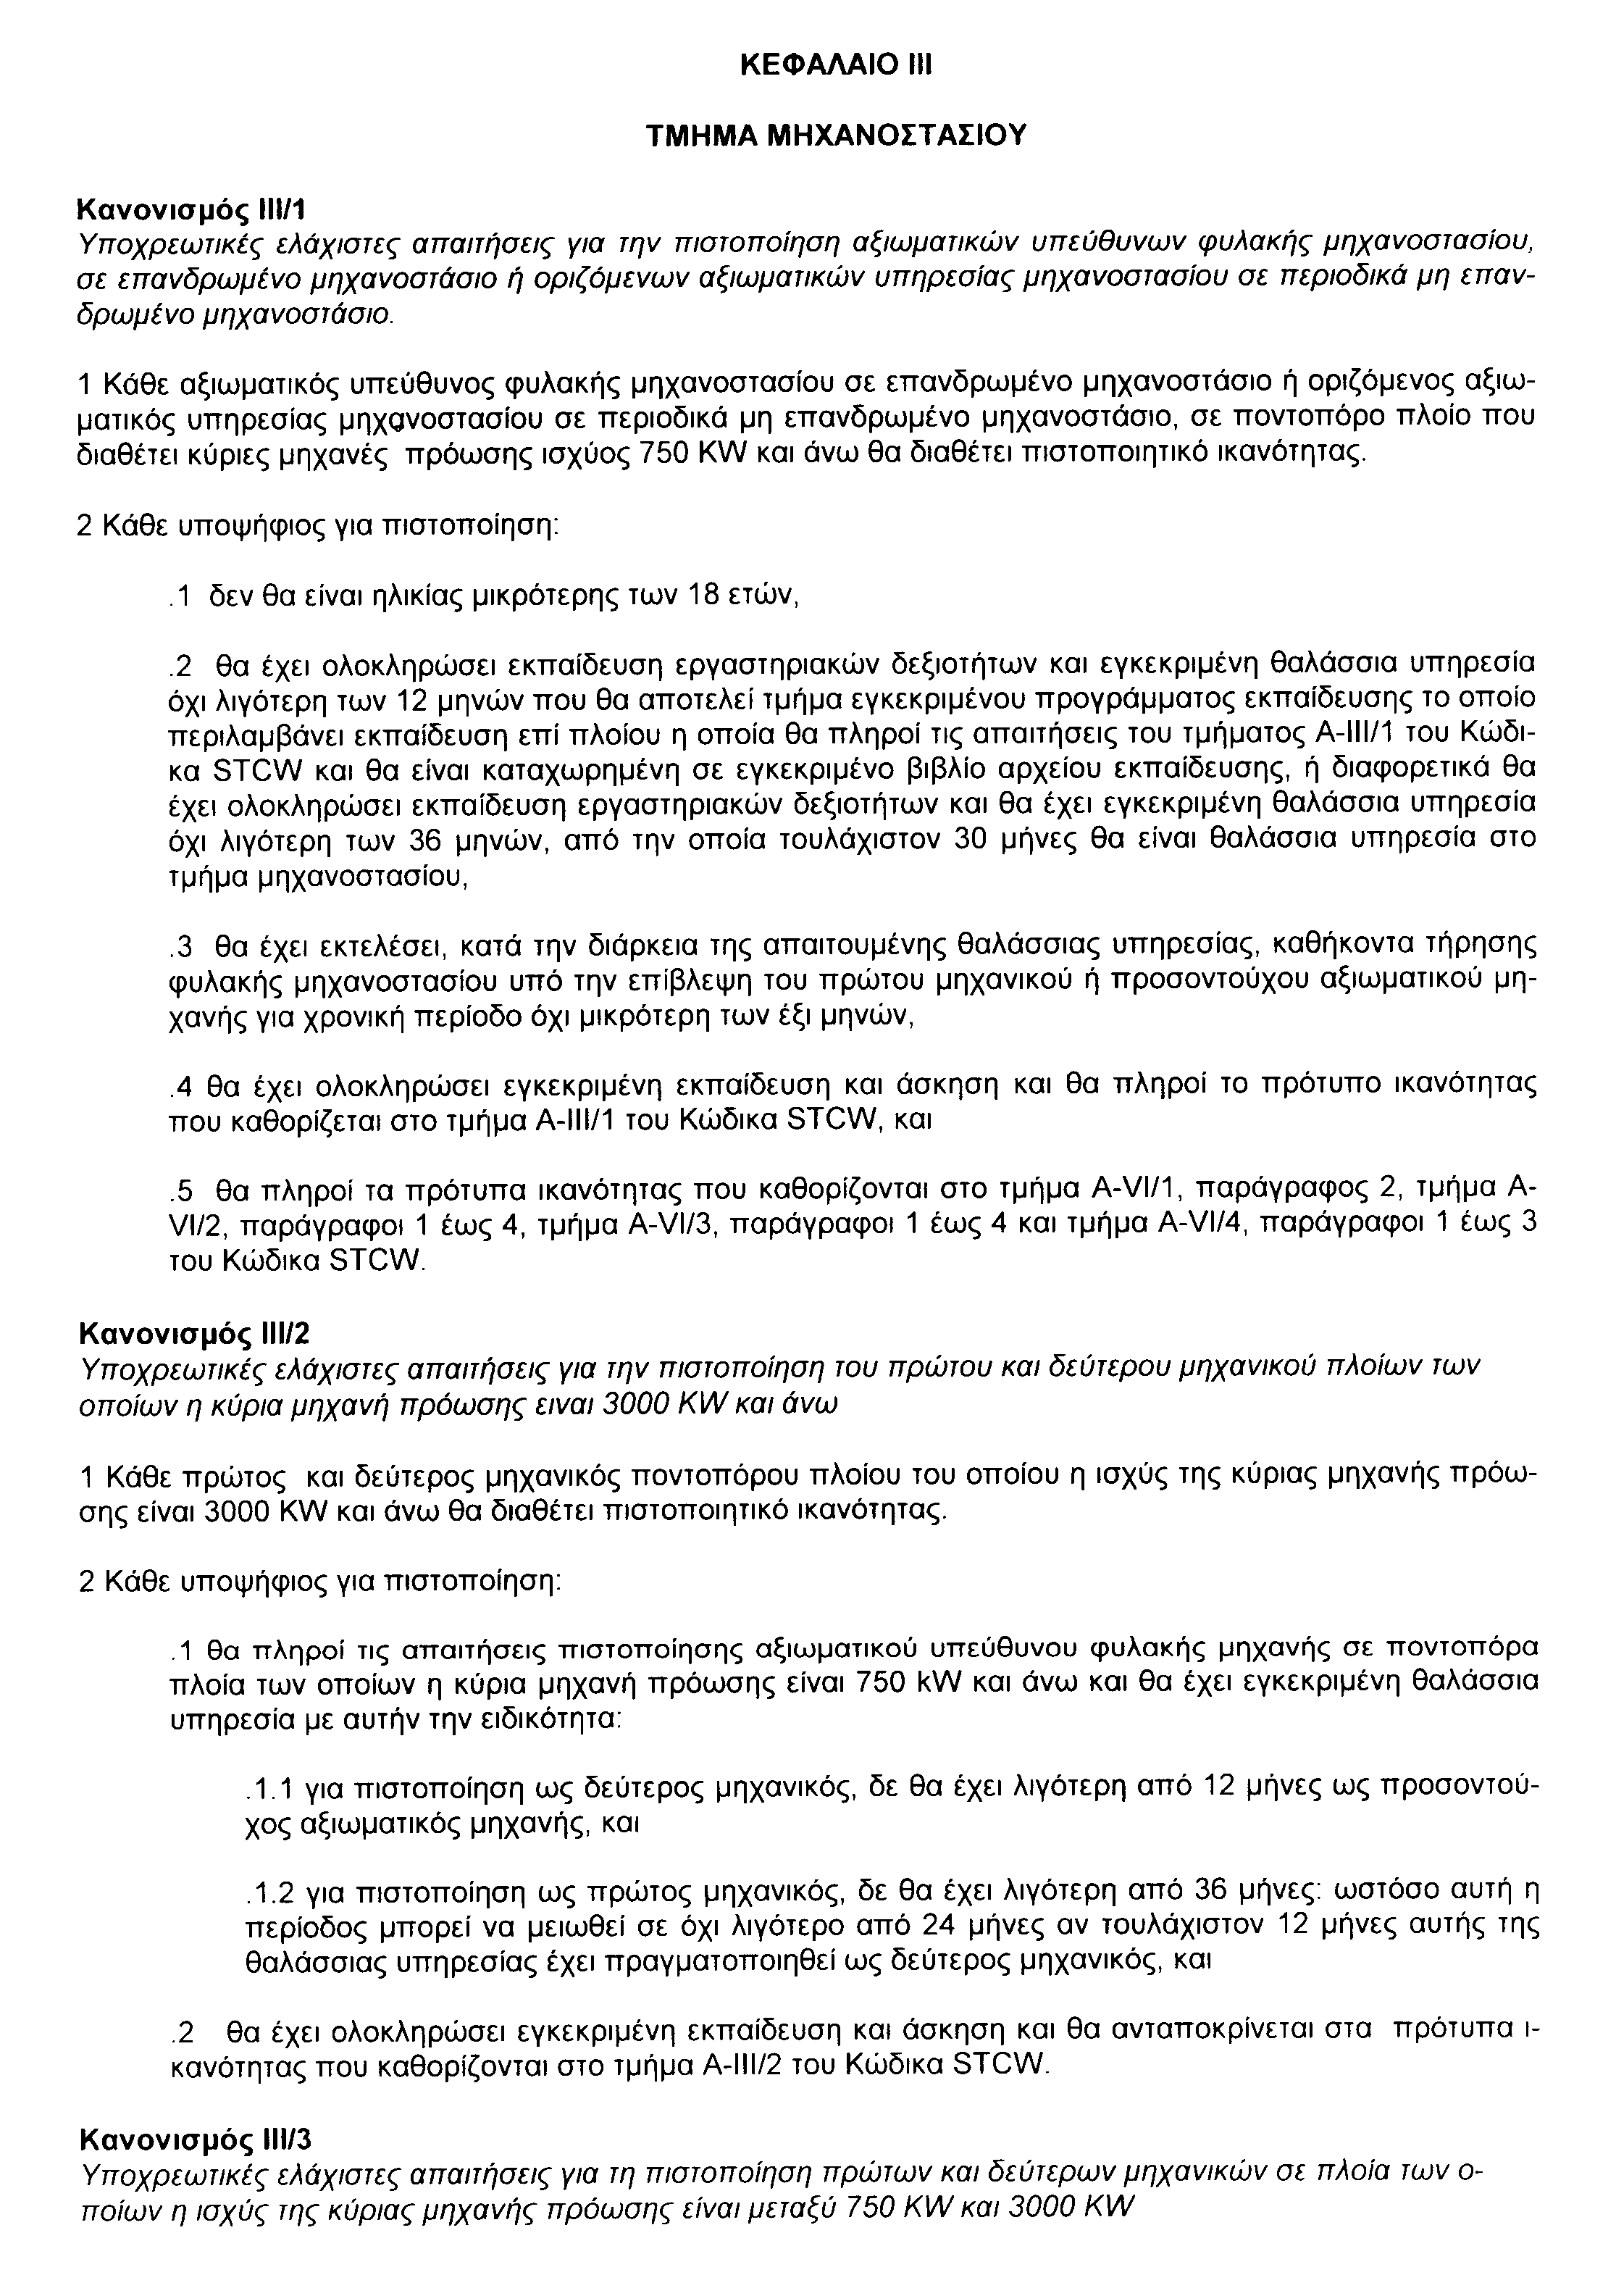 ΚΕΦΑΛΑΙΟ III
ΤΜΗΜΑ ΜΗΧΑΝΟΣΤΑΣΙΟΥ
Κανονισμός III/1
Υποχρεωτικές ελάχιστες απαιτήσεις για την πιστοποίηση αξιωματικών υπεύθυνων φυλακής μηχανοστασίου,
σε επανδρωμένο μηχανοστάσιο ή οριζόμενων αξιωματικών υπηρεσίας μηχανοστασίου σε περιοδικά μη επαν-
δρωμένο μηχανοστάσιο.
1 Κάθε αξιωματικός υπεύθυνος φυλακής μηχανοστασίου σε επανδρωμένο μηχανοστάσιο ή οριζόμενος αξιω-
ματικός υπηρεσίας μηχανοστασίου σε περιοδικά μη επανδρωμένο μηχανοστάσιο, σε ποντοπόρο πλοίο που
διαθέτει κύριες μηχανές πρόωσης ισχύος 750 KW και άνω θα διαθέτει πιστοποιητικό ικανότητας.
2 Κάθε υποψήφιος για πιστοποίηση:
.1 δεν θα είναι ηλικίας μικρότερης των 18 ετών,
.2 θα έχει ολοκληρώσει εκπαίδευση εργαστηριακών δεξιοτήτων και εγκεκριμένη θαλάσσια υπηρεσία
όχι λιγότερη των 12 μηνών που θα αποτελεί τμήμα εγκεκριμένου προγράμματος εκπαίδευσης το οποίο
περιλαμβάνει εκπαίδευση επί πλοίου η οποία θα πληροί τις απαιτήσεις του τμήματος A-III/1 του Κώδι-
κα STCW και θα είναι καταχωρημένη σε εγκεκριμένο βιβλίο αρχείου εκπαίδευσης, ή διαφορετικά θα
έχει ολοκληρώσει εκπαίδευση εργαστηριακών δεξιοτήτων και θα έχει εγκεκριμένη θαλάσσια υπηρεσία
όχι λιγότερη των 36 μηνών, από την οποία τουλάχιστον 30 μήνες θα είναι θαλάσσια υπηρεσία στο
τμήμα μηχανοστασίου,
.3 θα έχει εκτελέσει, κατά την διάρκεια της απαιτουμένης θαλάσσιας υπηρεσίας, καθήκοντα τήρησης
φυλακής μηχανοστασίου υπό την επίβλεψη του πρώτου μηχανικού ή προσοντούχου αξιωματικού μη-
χανής για χρονική περίοδο όχι μικρότερη των έξι μηνών,
.4 θα έχει ολοκληρώσει εγκεκριμένη εκπαίδευση και άσκηση και θα πληροί το πρότυπο ικανότητας
που καθορίζεται στο τμήμα A-III/1 του Κώδικα STCW, και
.5 θα πληροί τα πρότυπα ικανότητας που καθορίζονται στο τμήμα A-VI/1, παράγραφος 2, τμήμα A-
VI/2, παράγραφοι 1 έως 4, τμήμα A-VI/3, παράγραφοι 1 έως 4 και τμήμα A-VI/4, παράγραφοι 1 έως 3
του Κώδικα STCW.
Κανονισμός III/2
Υποχρεωτικές ελάχιστες απαιτήσεις για την πιστοποίηση του πρώτου και δεύτερου μηχανικού πλοίων των
οποίων η κύρια μηχανή πρόωσης ειναι 3000 KW και άνω
1 Κάθε πρώτος και δεύτερος μηχανικός ποντοπόρου πλοίου του οποίου η ισχύς της κύριας μηχανής πρόω-
σης είναι 3000 KW και άνω θα διαθέτει πιστοποιητικό ικανότητας.
2 Κάθε υποψήφιος για πιστοποίηση:
.1 θα πληροί τις απαιτήσεις πιστοποίησης αξιωματικού υπεύθυνου φυλακής μηχανής σε ποντοπόρα
πλοία των οποίων η κύρια μηχανή πρόωσης είναι 750 kW και άνω και θα έχει εγκεκριμένη θαλάσσια
υπηρεσία με αυτήν την ειδικότητα:
.1.1 για πιστοποίηση ως δεύτερος μηχανικός, δε θα έχει λιγότερη από 12 μήνες ως προσοντού-
χος αξιωματικός μηχανής, και
.1.2 για πιστοποίηση ως πρώτος μηχανικός, δε θα έχει λιγότερη από 36 μήνες: ωστόσο αυτή η
περίοδος μπορεί να μειωθεί σε όχι λιγότερο από 24 μήνες αν τουλάχιστον 12 μήνες αυτής της
θαλάσσιας υπηρεσίας έχει πραγματοποιηθεί ως δεύτερος μηχανικός, και
.2 θα έχει ολοκληρώσει εγκεκριμένη εκπαίδευση και άσκηση και θα ανταποκρίνεται στα πρότυπα ι-
κανότητας που καθορίζονται στο τμήμα A-III/2 του Κώδικα STCW.
Κανονισμός III/3
Υποχρεωτικές ελάχιστες απαιτήσεις για τη πιστοποίηση πρώτων και δεύτερων μηχανικών σε πλοία των ο-
ποίων η ισχύς της κύριας μηχανής πρόωσης είναι μεταξύ 750 KW και 3000 KW